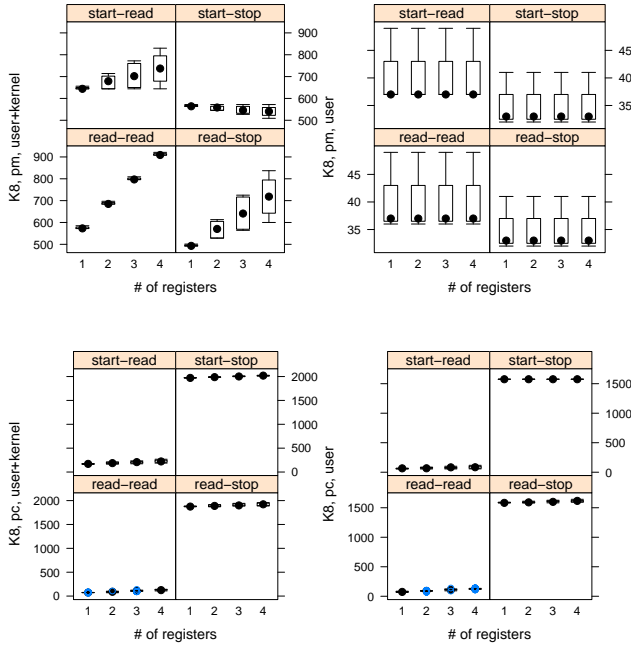 start−read start−stop
900
800
700
600
500
read−read read−stop
900
800
700
600
500
1 2 3 4 1 2 3 4
# of registers
K8, pm, user+kernel
start−read start−stop
45
40
35
read−read read−stop
45
40
35
1 2 3 4 1 2 3 4
# of registers
K8, pm, user
start−read start−stop
2000
1500
1000
500
0
read−read read−stop
2000
1500
1000
500
0
1 2 3 4 1 2 3 4
# of registers
K8, pc, user+kernel
start−read start−stop
1500
1000
500
0
read−read read−stop
1500
1000
500
0
1 2 3 4 1 2 3 4
# of registers
K8, pc, user